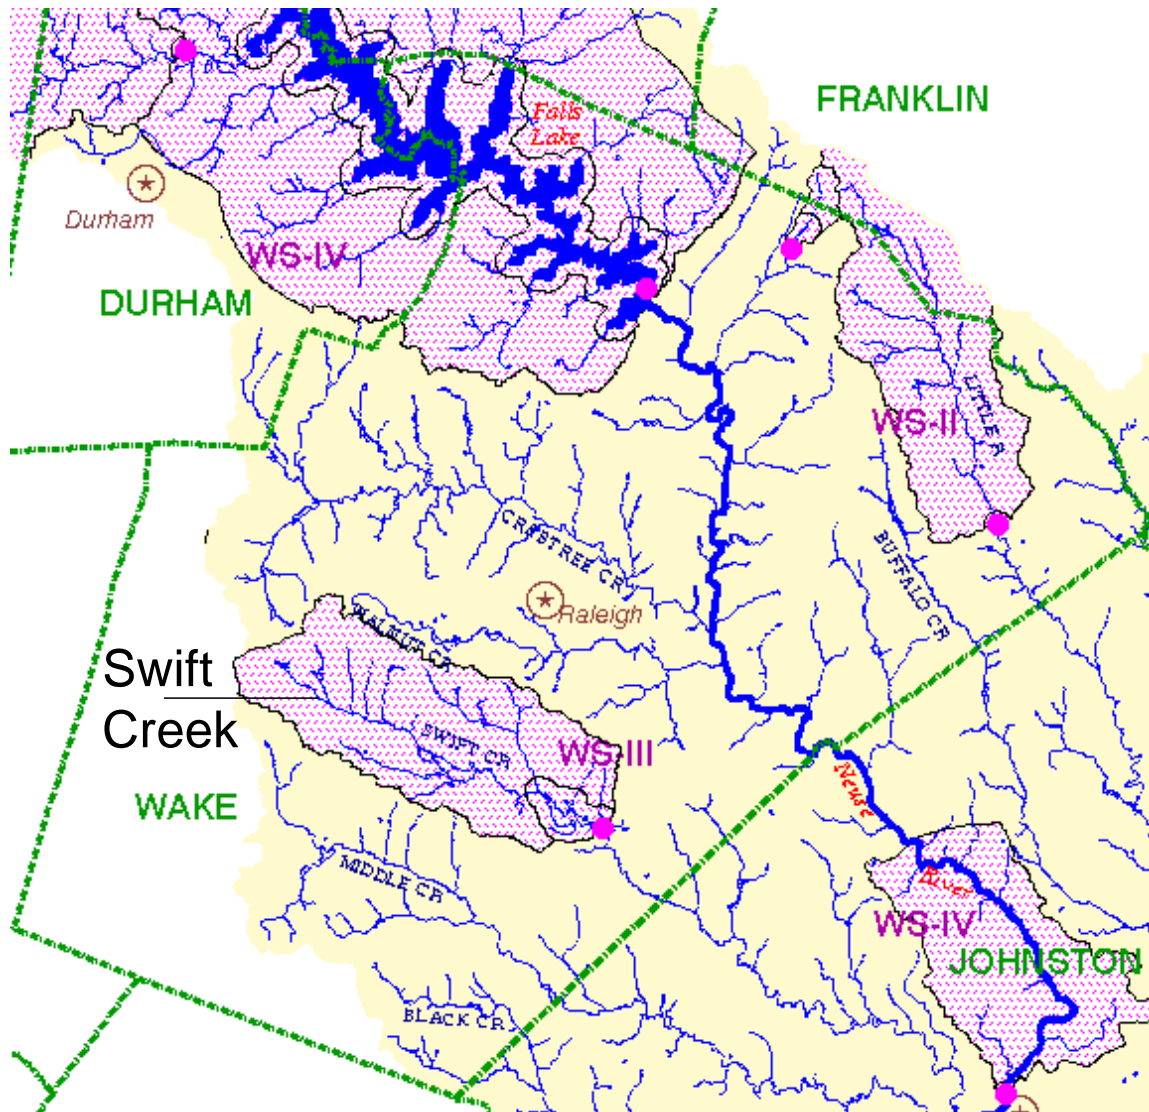 FRANKLIN
Falls
Lake
Durham
WS-IV
DURHAM
LITTLE R
WS-II
CRABTREE CR
BUFFALO CR
Raleigh
WALNUT CR
Swift
Creek
SWIFT CR
WS-III
Neuse
WAKE
MIDDLE CR
River
WS-IV
JOHNSTON
BLACK CR